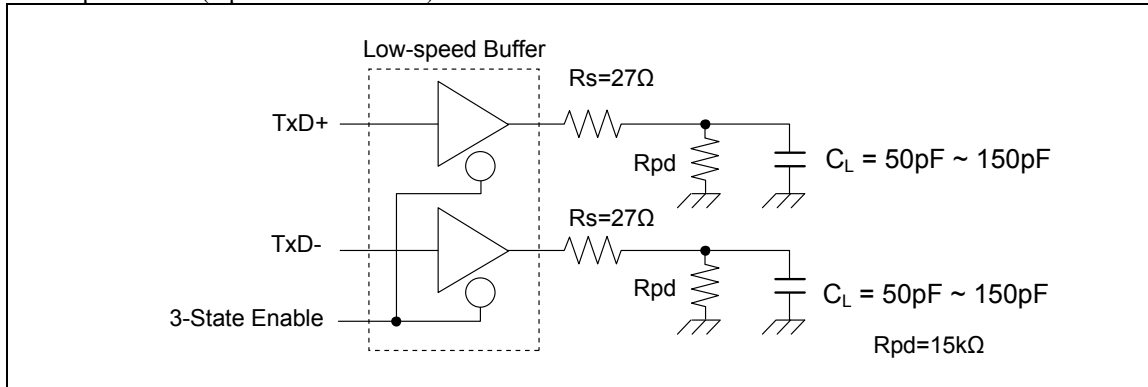 Low-speed Buffer
Rs=27Ω
TxD+
Rpd
C_L = 50pF ~ 150pF
Rs=27Ω
TxD-
Rpd
C_L = 50pF ~ 150pF
3-State Enable
Rpd=15kΩ